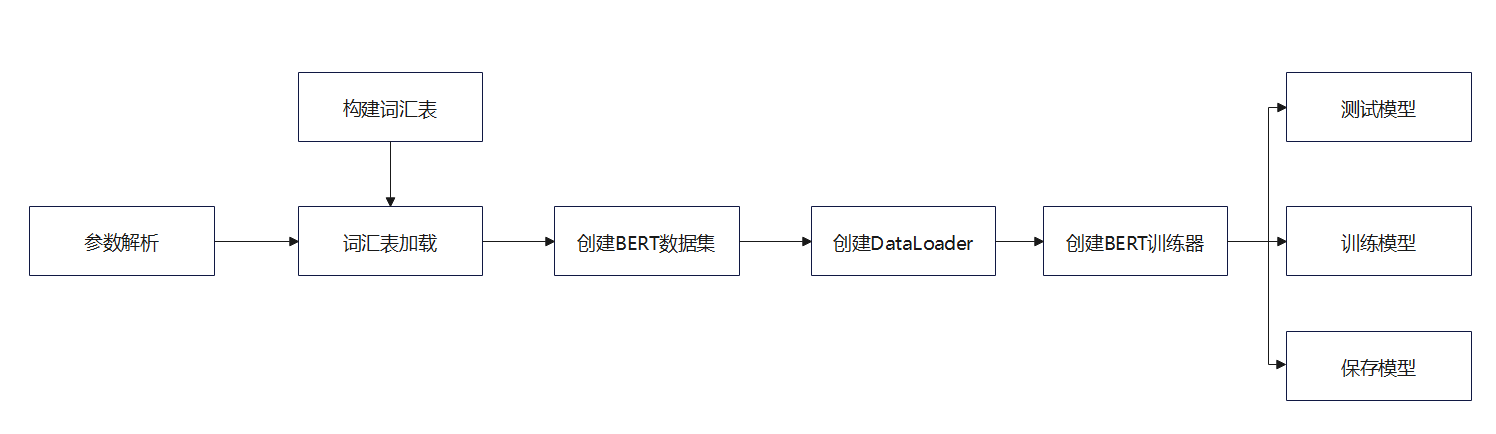 构建词汇表
测试模型
参数解析
词汇表加载
创建BERT数据集
创建DataLoader
创建BERT训练器
训练模型
保存模型